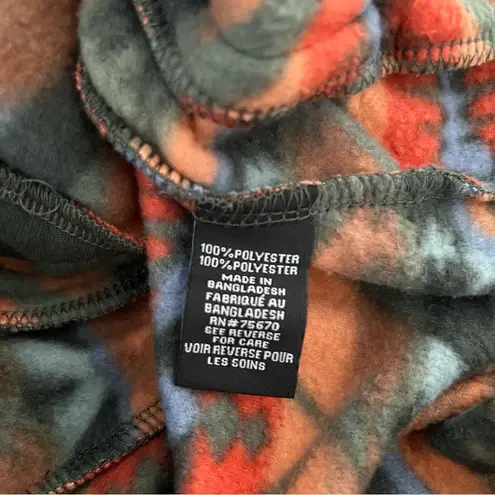 100%POLYESTER
100%POLYESTER
MADE IN
BANGLADESH
FABRIQUÉ AU
BANGLADESH
RN#75670
SEE REVERSE
FOR CARE
VOIR REVERSE POUR
LES SOINS